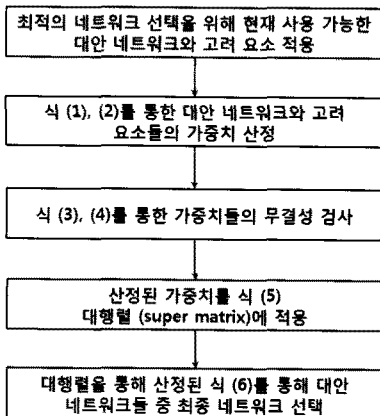 최적의 네트워크 선택을 위해 현재 사용 가능한
대안 네트워크와 고려 요소 적용
식 (1), (2)를 통한 대안 네트워크와 고려
요소들의 가중치 산정
식 (3), (4)를 통한 가중치들의 무결성 검사
산정된 가중치를 식 (5)
대행렬 (super matrix)에 적용
대행렬을 통해 산정된 식 (6)를 통해 대안
네트워크들 중 최종 네트워크 선택